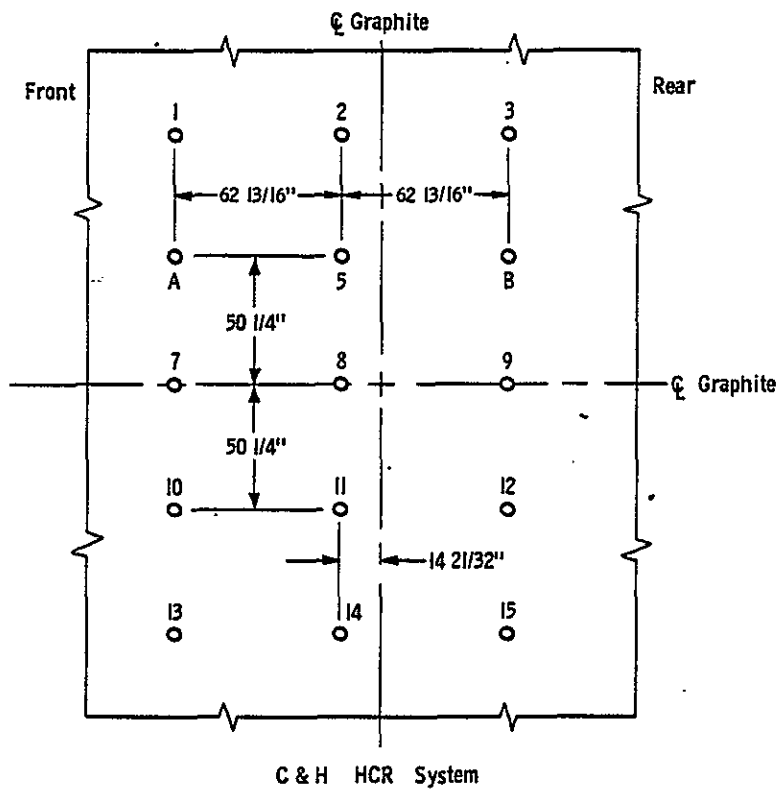 ℄ Graphite
Front
Rear
1 2 3
62 13/16" 62 13/16"
A 5 B
50 1/4"
7 8 9
℄ Graphite
50 1/4"
10 11 12
14 21/32"
13 14 15
C & H HCR System